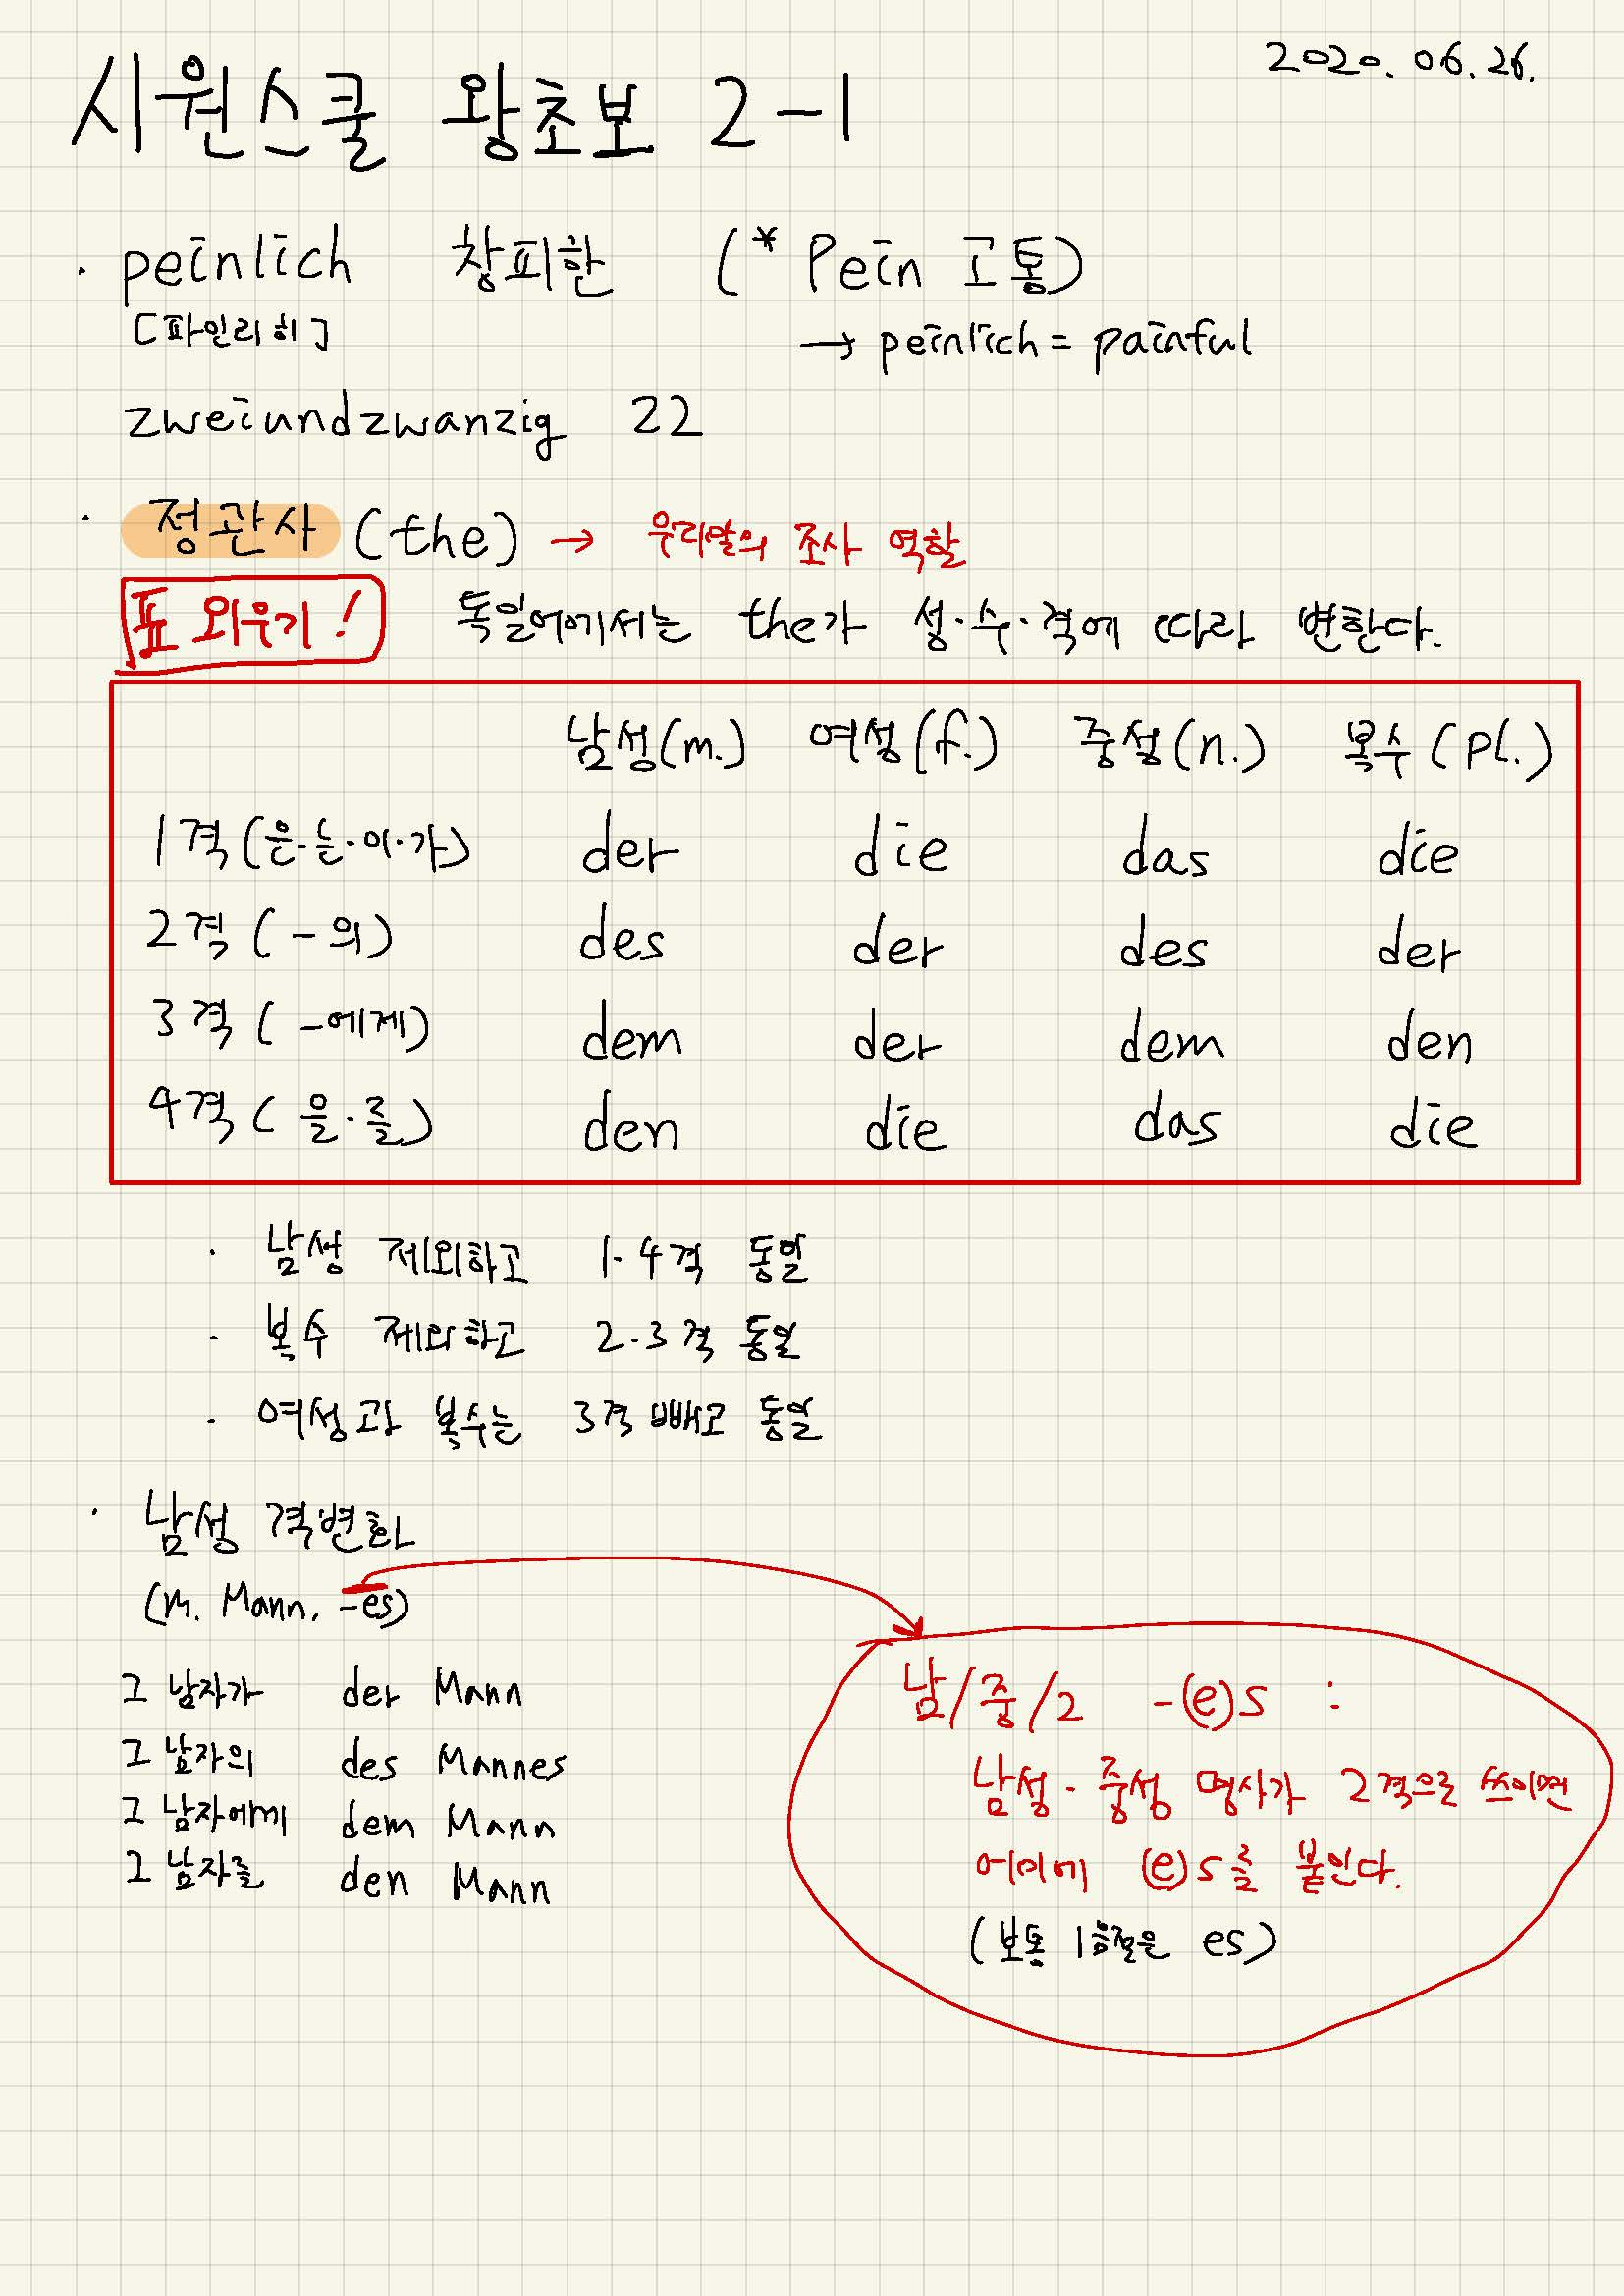 2020. 06. 26.
시원스쿨 왕초보 2-1
· peinlich 창피한 (* Pein 고통)
[파인리히] → peinlich = painful
zweiundzwanzig 22
· 정관사 (the) → 우리말의 조사 역할
표 외우기! 독일어에서는 the가 성·수·격에 따라 변한다.
남성(m.) 여성(f.) 중성(n.) 복수(pl.)
1격(은·는·이·가) der die das die
2격(-의) des der des der
3격(-에게) dem der dem den
4격(을·를) den die das die
· 남성 제외하고 1·4격 동일
· 복수 제외하고 2·3격 동일
· 여성과 복수는 3격 빼고 동일
· 남성 격변화
(m. Mann, -es)
그 남자가 der Mann
그 남자의 des Mannes
그 남자에게 dem Mann
그 남자를 den Mann
남/중/2 -(e)s :
남성·중성 명사가 2격으로 쓰이면
어미에 (e)s를 붙인다.
(보통 1음절은 es)